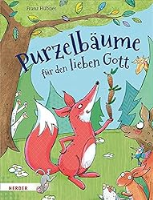 Franz Hübner
Purzelbäume
für den lieben Gott
HERDER